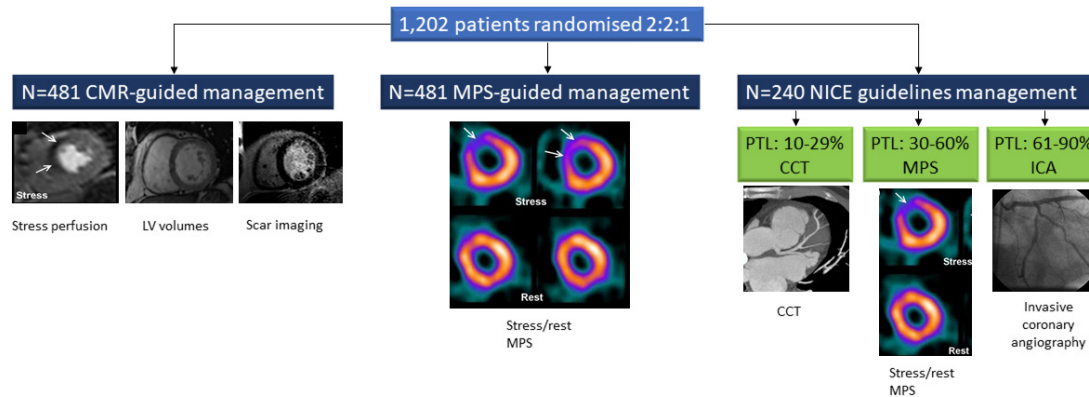 1,202 patients randomised 2:2:1
N=481 CMR-guided management
N=481 MPS-guided management
N=240 NICE guidelines management
PTL: 10-29%
CCT
PTL: 30-60%
MPS
PTL: 61-90%
ICA
Stress
Stress perfusion
LV volumes
Scar imaging
Stress
Rest
Stress/rest
MPS
CCT
Stress
Rest
Stress/rest
MPS
Invasive
coronary
angiography